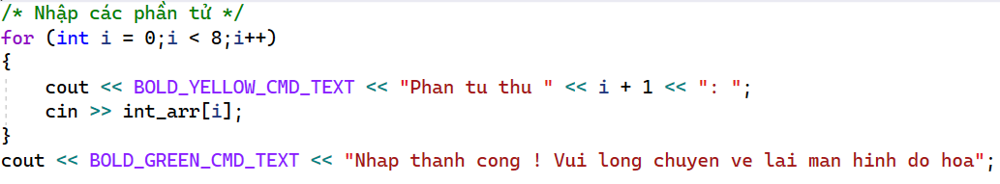 /* Nhập các phần tử */
for (int i = 0;i < 8;i++)
{
    cout << BOLD_YELLOW_CMD_TEXT << "Phan tu thu " << i + 1 << ": ";
    cin >> int_arr[i];
}
cout << BOLD_GREEN_CMD_TEXT << "Nhap thanh cong ! Vui long chuyen ve lai man hinh do hoa";